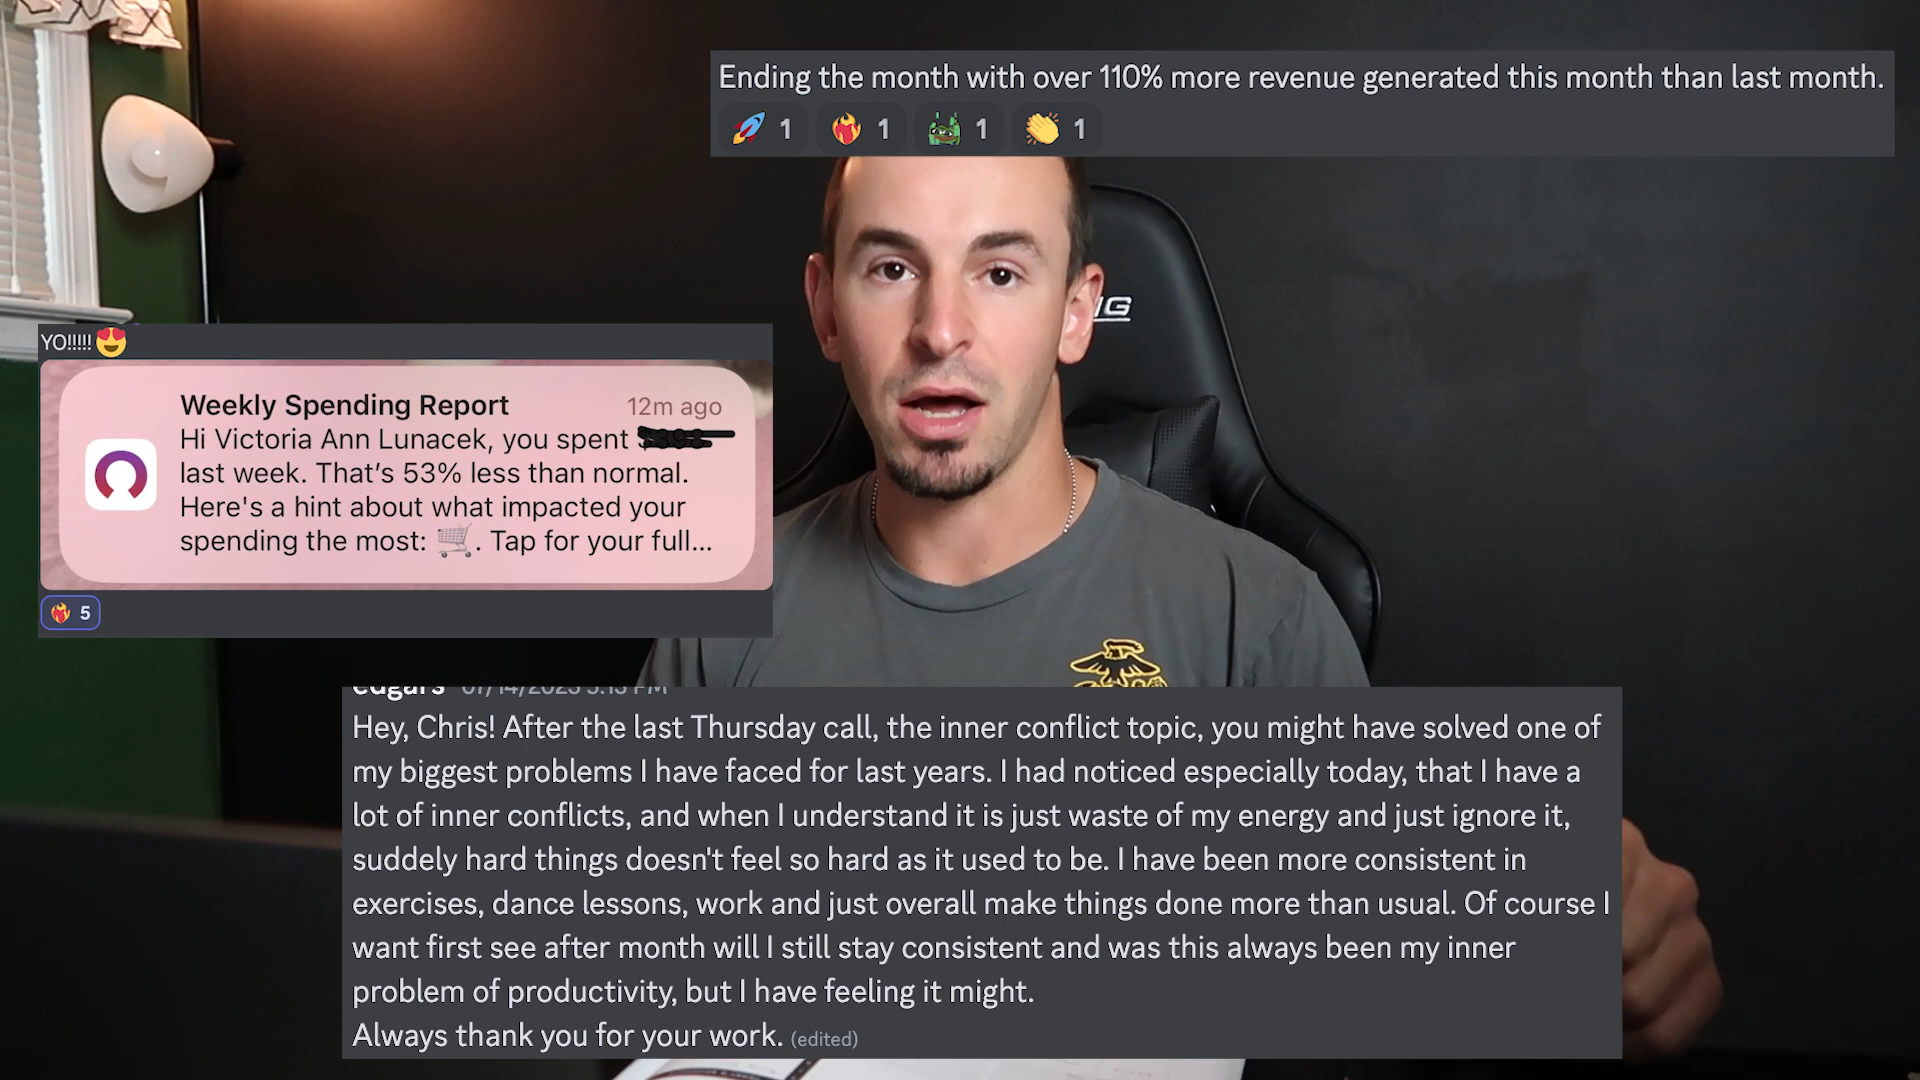 Ending the month with over 110% more revenue generated this month than last month.
1 1 1 1
YO!!!!!
Weekly Spending Report 12m ago
Hi Victoria Ann Lunacek, you spent
last week. That's 53% less than normal.
Here's a hint about what impacted your
spending the most: . Tap for your full...
5
edgars 07/14/2023 5:15 PM
Hey, Chris! After the last Thursday call, the inner conflict topic, you might have solved one of
my biggest problems I have faced for last years. I had noticed especially today, that I have a
lot of inner conflicts, and when I understand it is just waste of my energy and just ignore it,
suddely hard things doesn't feel so hard as it used to be. I have been more consistent in
exercises, dance lessons, work and just overall make things done more than usual. Of course I
want first see after month will I still stay consistent and was this always been my inner
problem of productivity, but I have feeling it might.
Always thank you for your work. (edited)